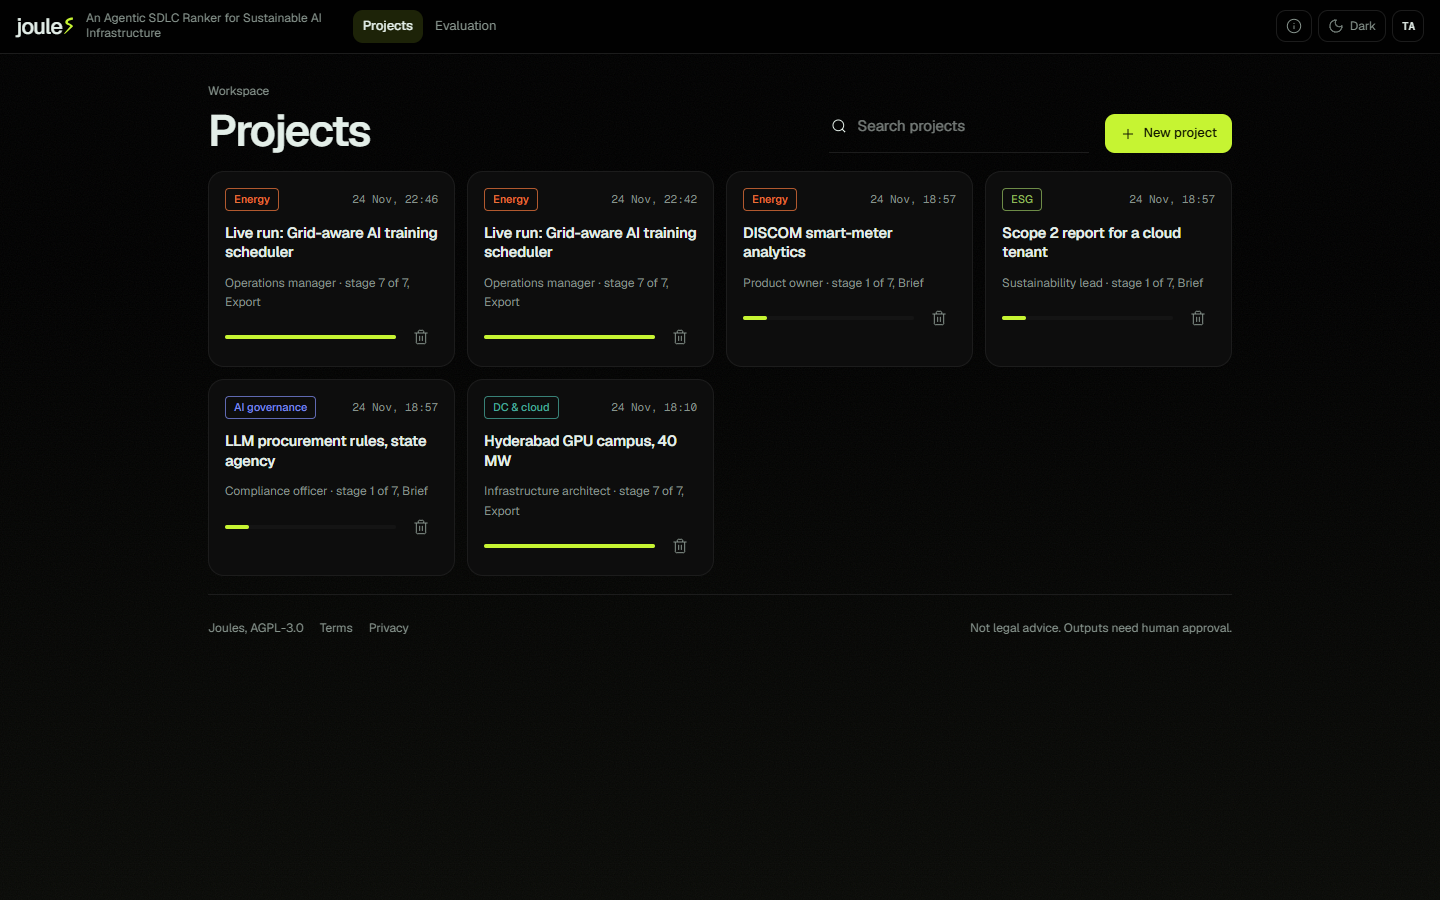 joules
An Agentic SDLC Ranker for Sustainable AI
Infrastructure
Projects
Evaluation
Dark
TA
Workspace
Projects
Search projects
New project
Energy
24 Nov, 22:46
Live run: Grid-aware AI training
scheduler
Operations manager · stage 7 of 7,
Export
Energy
24 Nov, 22:42
Live run: Grid-aware AI training
scheduler
Operations manager · stage 7 of 7,
Export
Energy
24 Nov, 18:57
DISCOM smart-meter
analytics
Product owner · stage 1 of 7, Brief
ESG
24 Nov, 18:57
Scope 2 report for a cloud
tenant
Sustainability lead · stage 1 of 7, Brief
AI governance
24 Nov, 18:57
LLM procurement rules, state
agency
Compliance officer · stage 1 of 7, Brief
DC & cloud
24 Nov, 18:10
Hyderabad GPU campus, 40
MW
Infrastructure architect · stage 7 of 7,
Export
Joules, AGPL-3.0
Terms
Privacy
Not legal advice. Outputs need human approval.